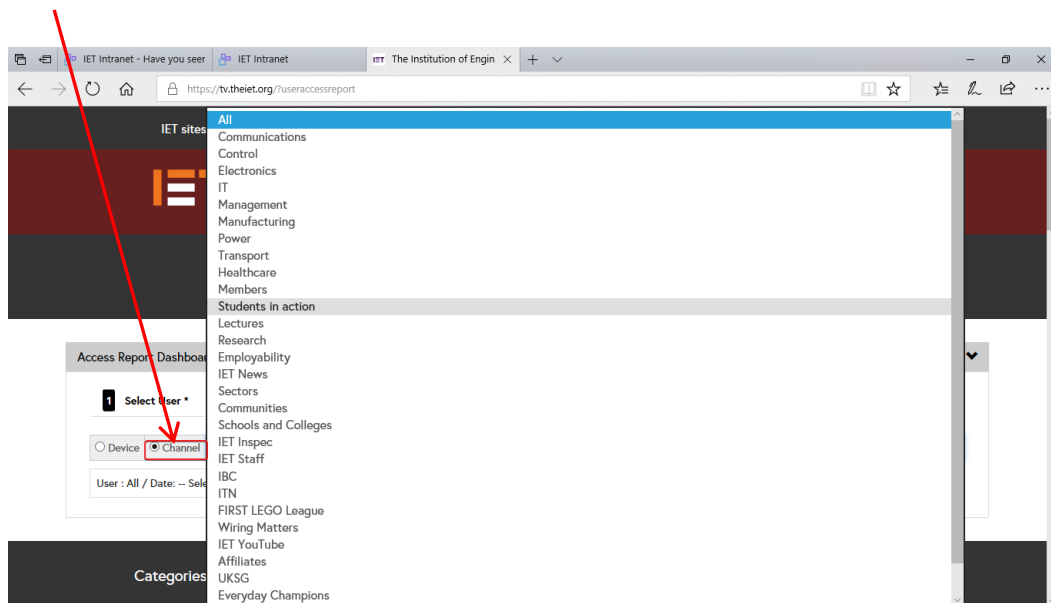 IET Intranet - Have you seer
IET Intranet
IET The Institution of Engin
https://tv.theiet.org/?useraccessreport
IET sites
IET
All
Communications
Control
Electronics
IT
Management
Manufacturing
Power
Transport
Healthcare
Members
Students in action
Lectures
Research
Employability
IET News
Sectors
Communities
Schools and Colleges
IET Inspec
IET Staff
IBC
ITN
FIRST LEGO League
Wiring Matters
IET YouTube
Affiliates
UKSG
Everyday Champions
Access Report Dashboar
1 Select User *
Device Channel
User : All / Date: -- Sele
Categories